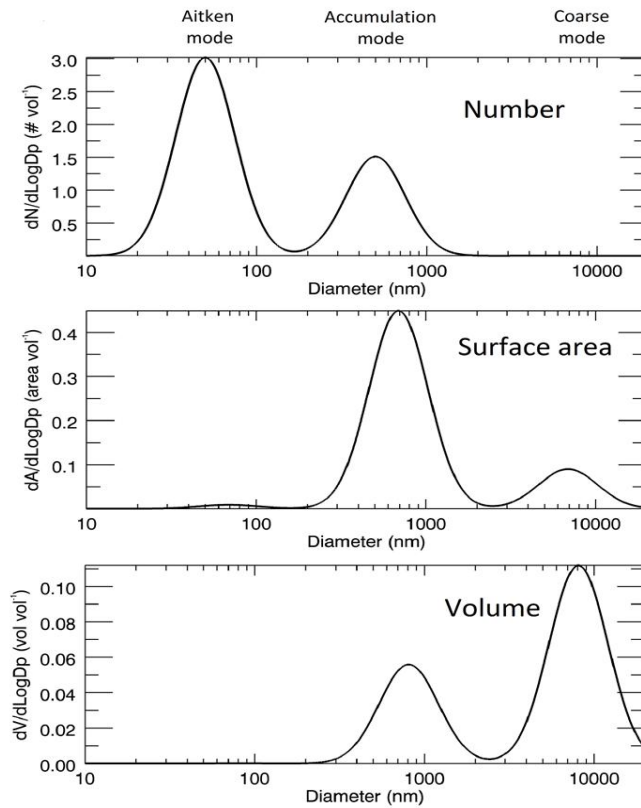 Aitken mode
Accumulation mode
Coarse mode
3.0
2.5
2.0
1.5
1.0
0.5
dN/dLogDp (# vol⁻¹)
Number
10
100
1000
10000
Diameter (nm)
0.4
0.3
0.2
0.1
dA/dLogDp (area vol⁻¹)
Surface area
10
100
1000
10000
Diameter (nm)
0.10
0.08
0.06
0.04
0.02
0.00
dV/dLogDp (vol vol⁻¹)
Volume
10
100
1000
10000
Diameter (nm)